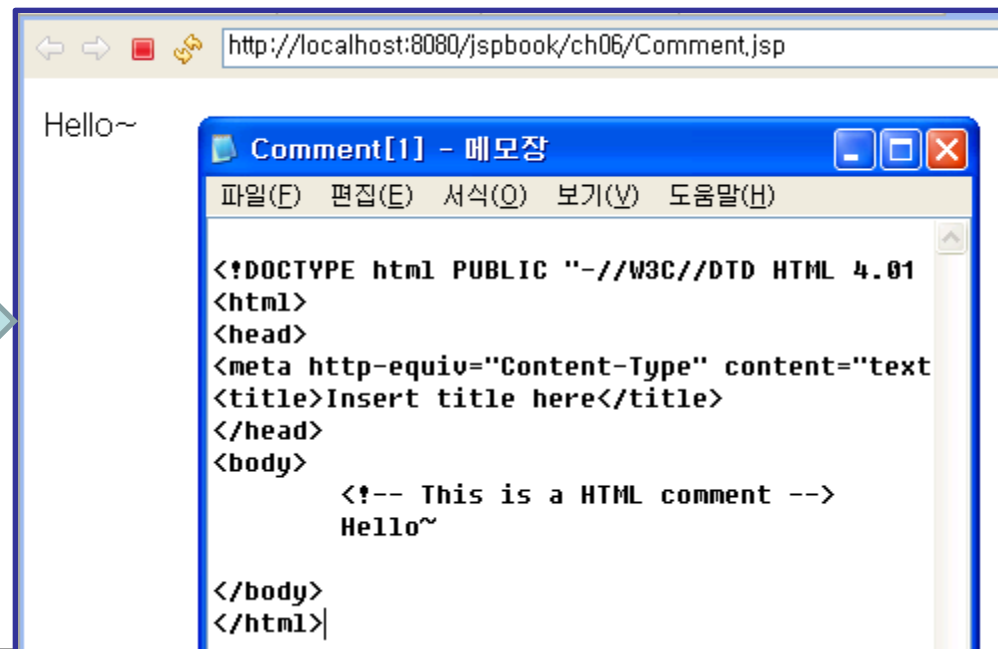 http://localhost:8080/jspbook/ch06/Comment.jsp
Hello~
Comment[1] - 메모장
파일(F) 편집(E) 서식(O) 보기(V) 도움말(H)
<!DOCTYPE html PUBLIC "-//W3C//DTD HTML 4.01
<html>
<head>
<meta http-equiv="Content-Type" content="text
<title>Insert title here</title>
</head>
<body>
<!-- This is a HTML comment -->
Hello~
</body>
</html>